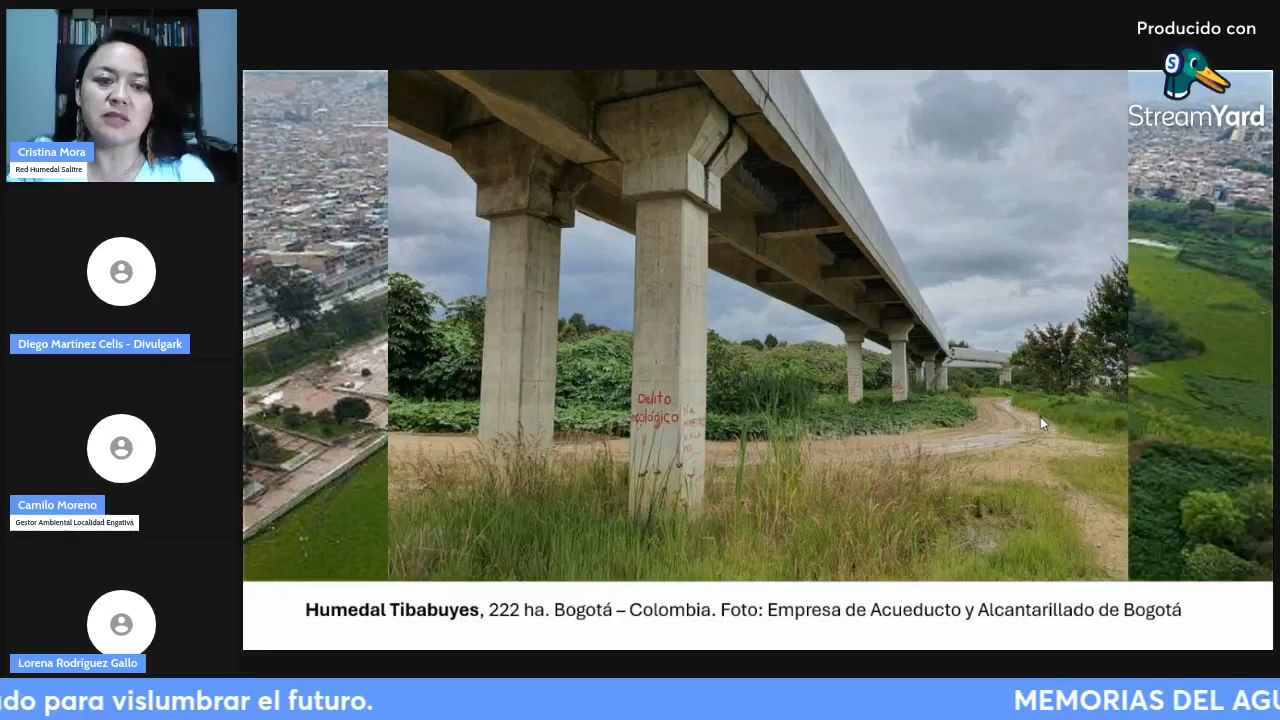 Producido con
StreamYard
Cristina Mora
Red Humedal Salitre
Diego Martínez Celis - Divulgark
Camilo Moreno
Gestor Ambiental Localidad Engativá
Lorena Rodríguez Gallo
Delito
ecológico
Humedal Tibabuyes, 222 ha. Bogotá – Colombia. Foto: Empresa de Acueducto y Alcantarillado de Bogotá
do para vislumbrar el futuro.
MEMORIAS DEL AGU